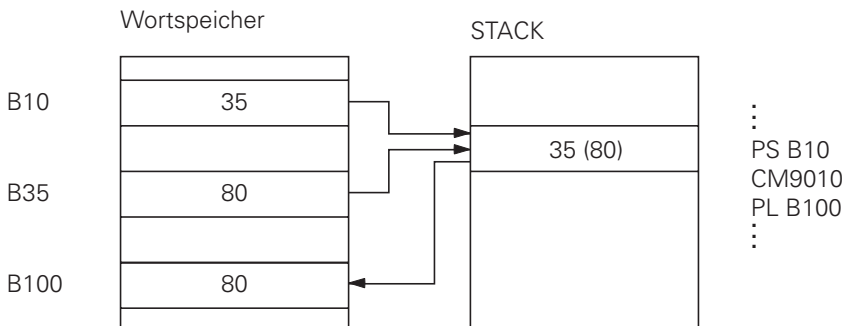 Wortspeicher
STACK
B10
35
35 (80)
PS B10
B35
80
CM9010
PL B100
B100
80